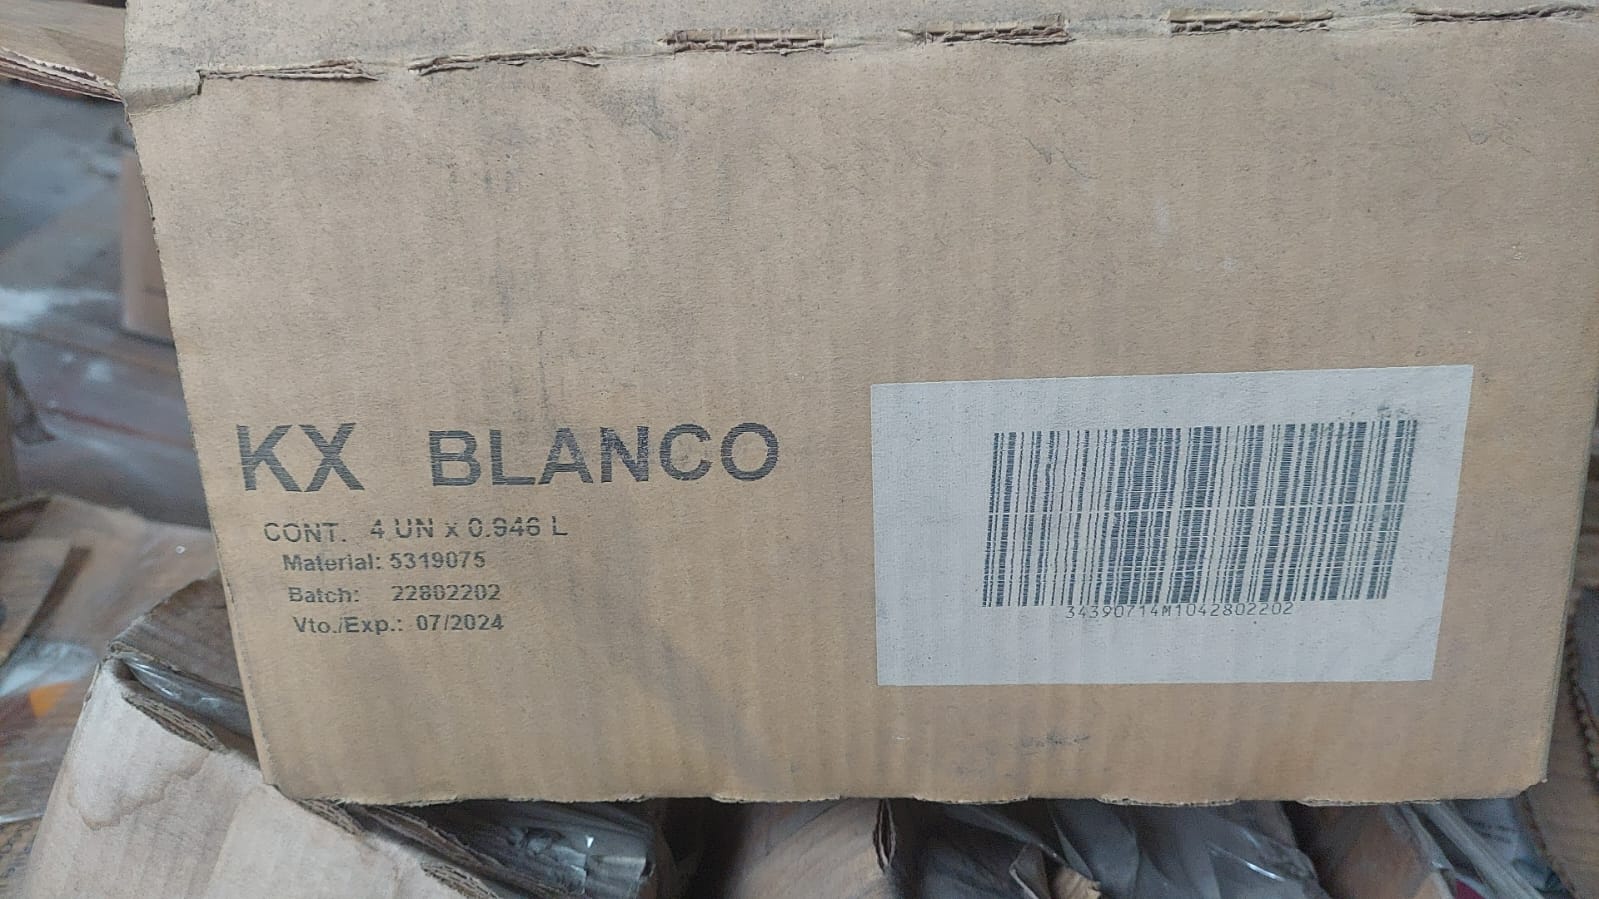 KX BLANCO
CONT. 4 UN x 0.946 L
Material: 5319075
Batch: 22802202
Vto./Exp.: 07/2024
34390714M1042802202